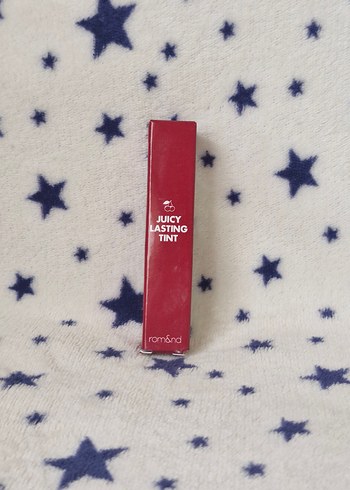 JUICY
LASTING
TINT
rom&nd